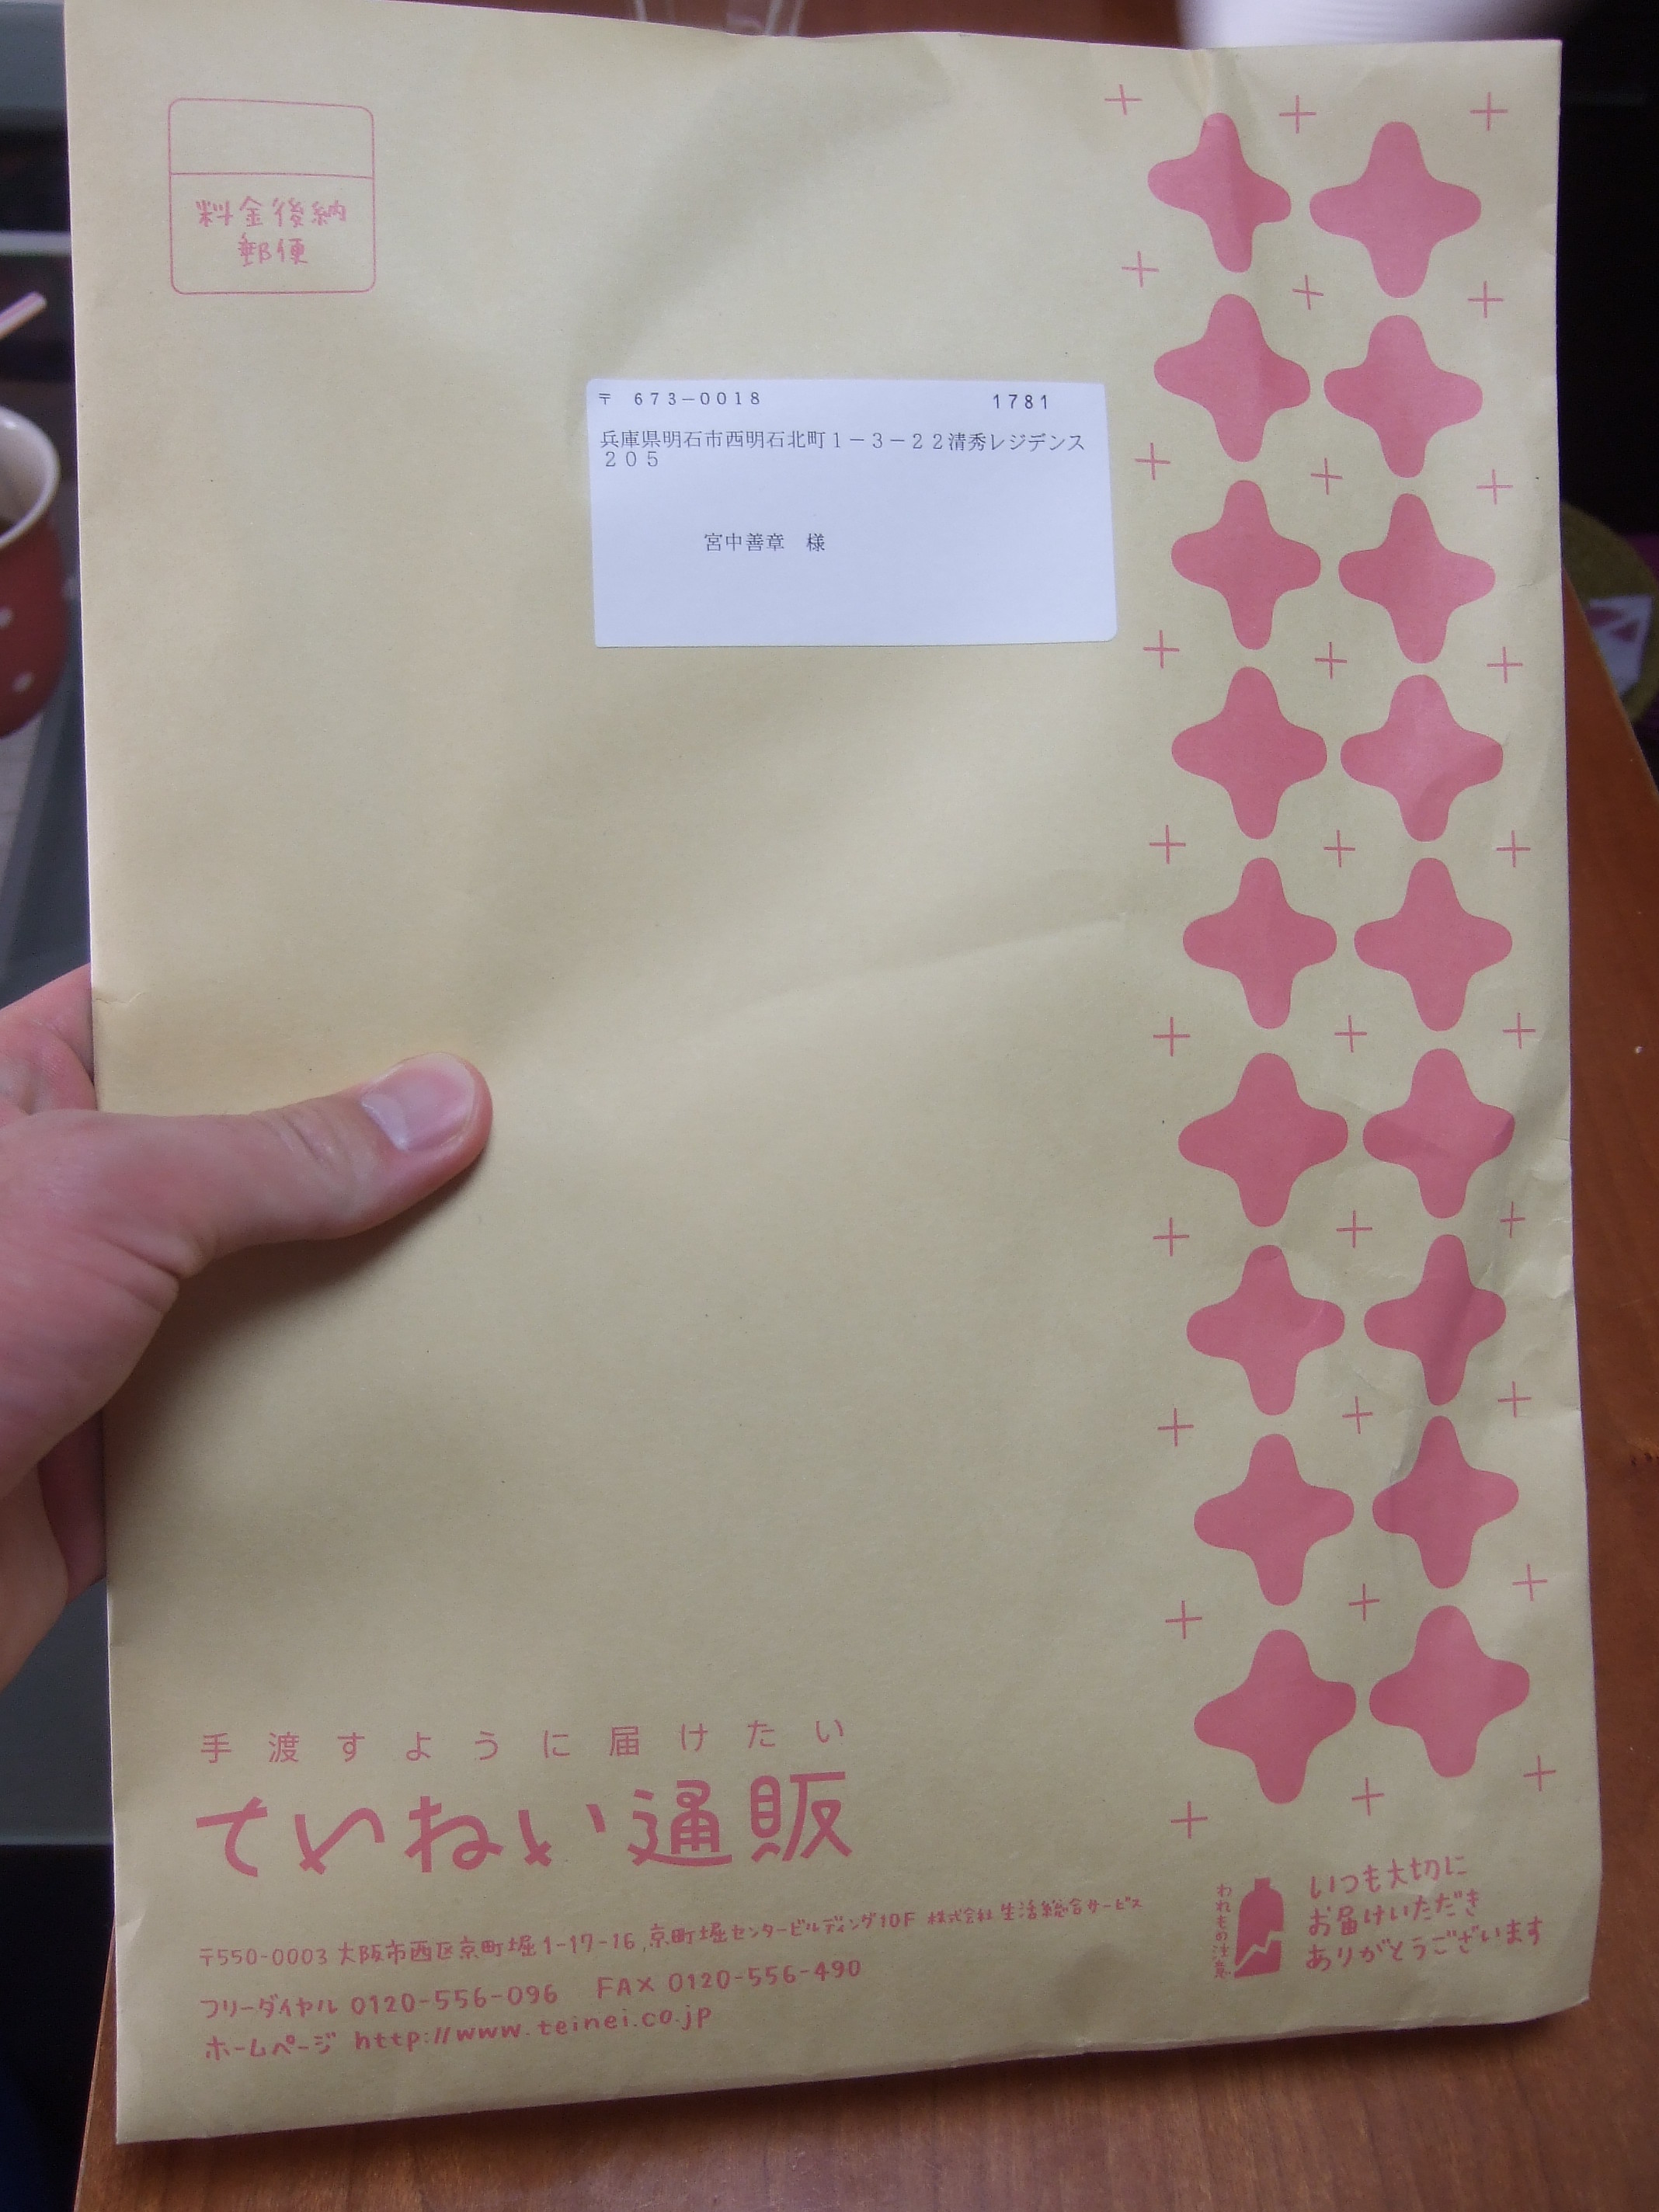 料金後納
郵便
〒 673-0018 1781
兵庫県明石市西明石北町1-3-22清秀レジデンス
205
宮中善章 様
手渡すように届けたい
ていねい通販
〒550-0003 大阪市西区京町堀1-17-16,京町堀センタービルディング10F 株式会社 生活総合サービス
フリーダイヤル 0120-556-096 FAX 0120-556-490
ホームページ http://www.teinei.co.jp
われもの注意
いつも大切に
お届けいただき
ありがとうございます